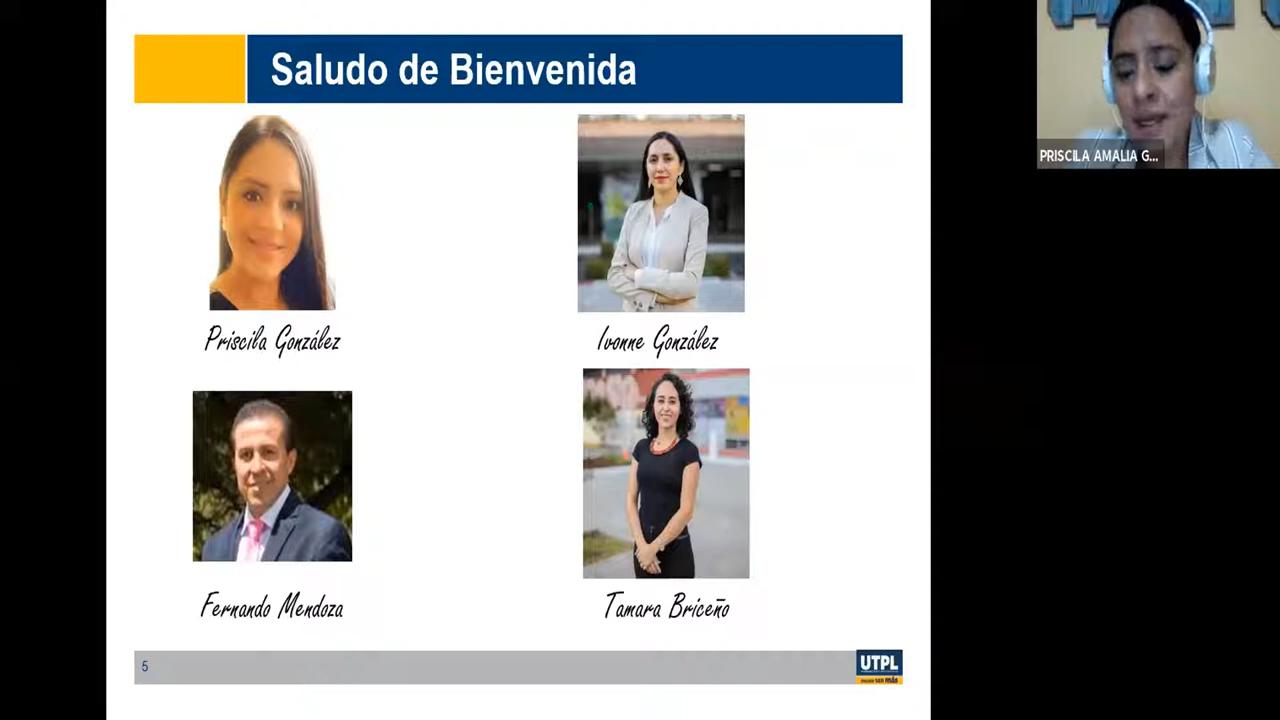 Saludo de Bienvenida
PRISCILA AMALIA G...
Priscila González
Ivonne González
Fernando Mendoza
Tamara Briceño
5
UTPL